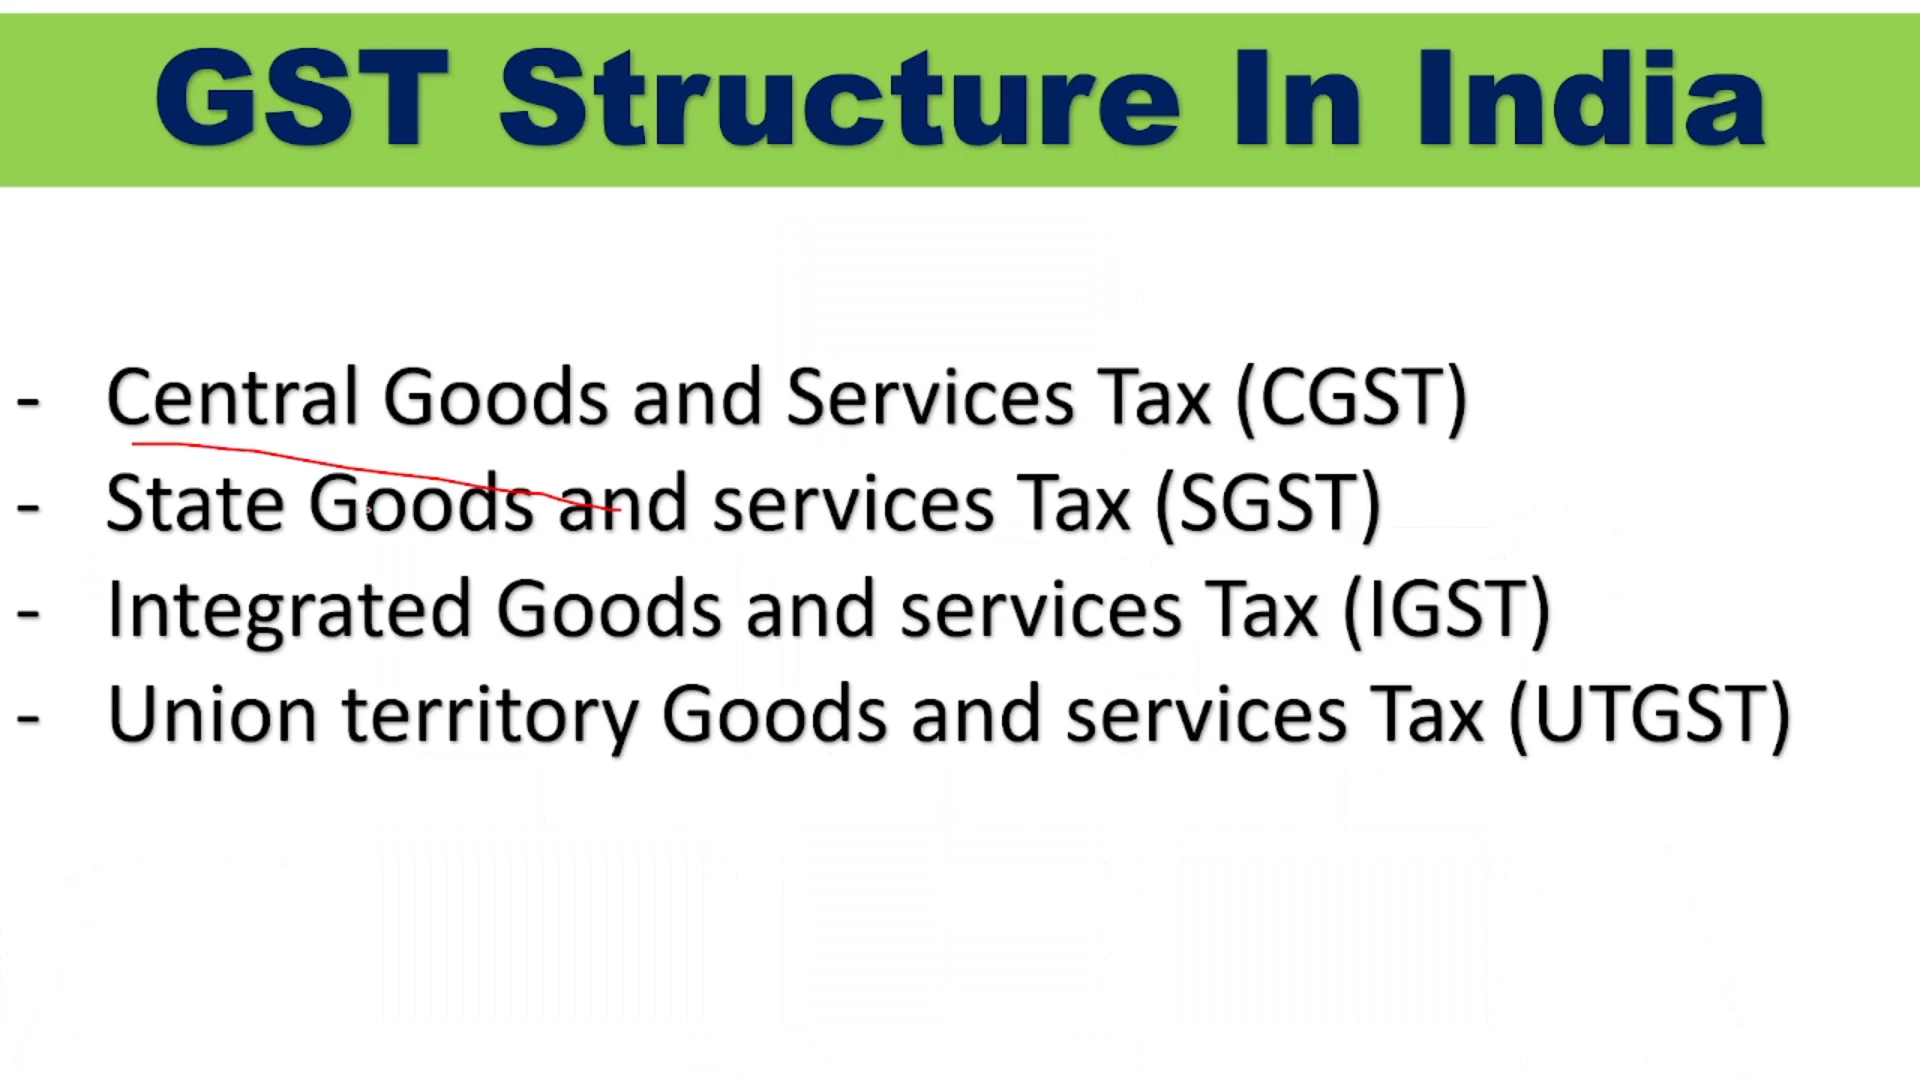 GST Structure In India
- Central Goods and Services Tax (CGST)
- State Goods and services Tax (SGST)
- Integrated Goods and services Tax (IGST)
- Union territory Goods and services Tax (UTGST)